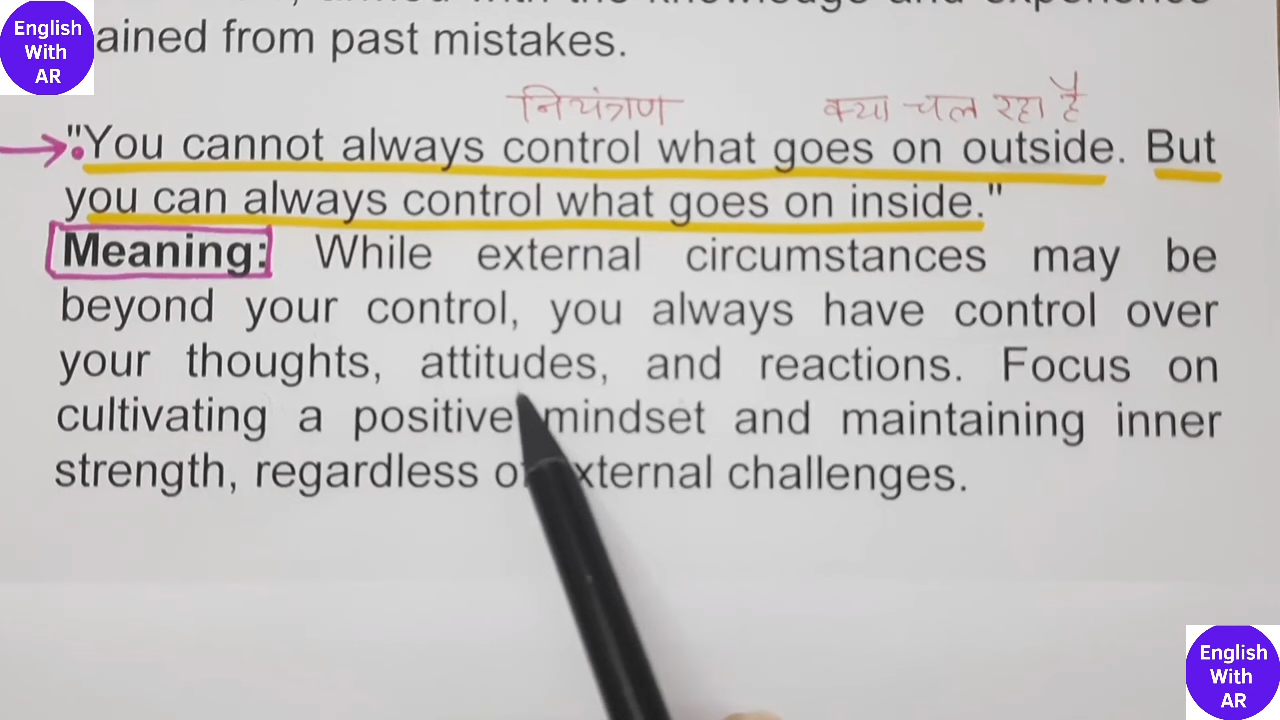 English
With
AR
ained from past mistakes.
नियंत्रण क्या चल रहा है
"You cannot always control what goes on outside. But
you can always control what goes on inside."
Meaning: While external circumstances may be
beyond your control, you always have control over
your thoughts, attitudes, and reactions. Focus on
cultivating a positive mindset and maintaining inner
strength, regardless of external challenges.
English
With
AR